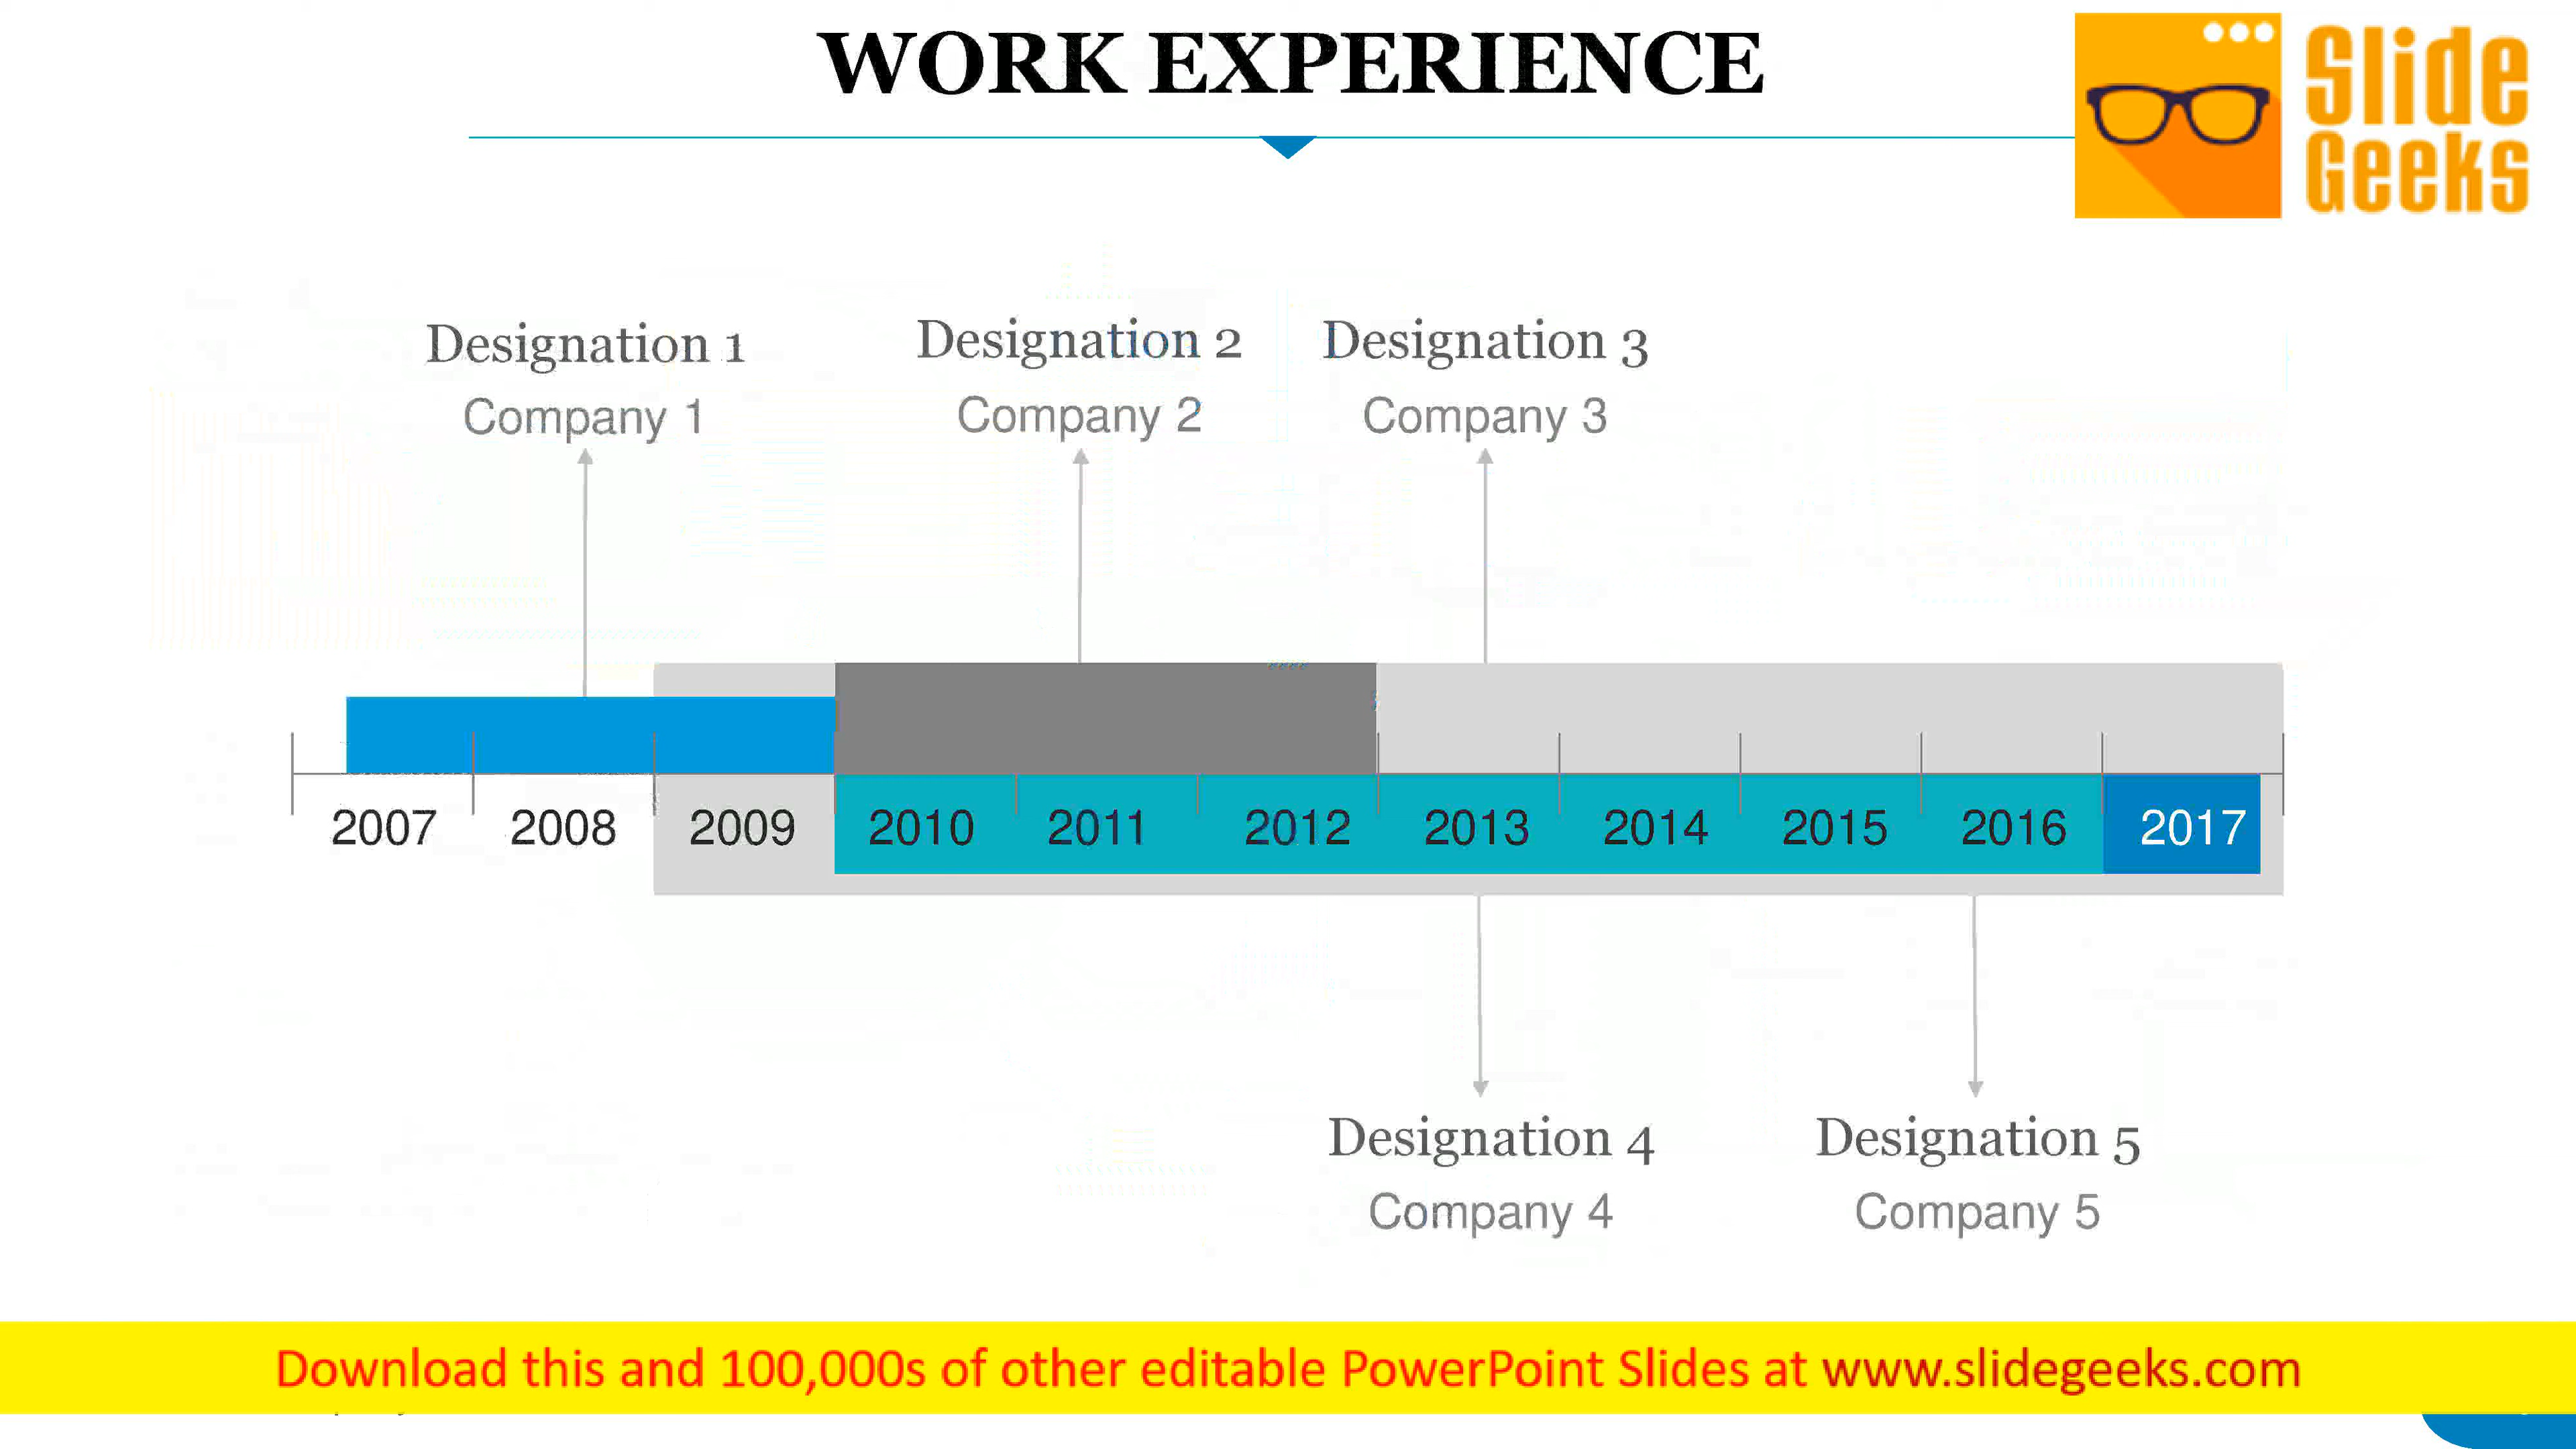 WORK EXPERIENCE
Slide
Geeks
Designation 1
Company 1
Designation 2
Company 2
Designation 3
Company 3
2007 2008 2009 2010 2011 2012 2013 2014 2015 2016 2017
Designation 4
Company 4
Designation 5
Company 5
Download this and 100,000s of other editable PowerPoint Slides at www.slidegeeks.com